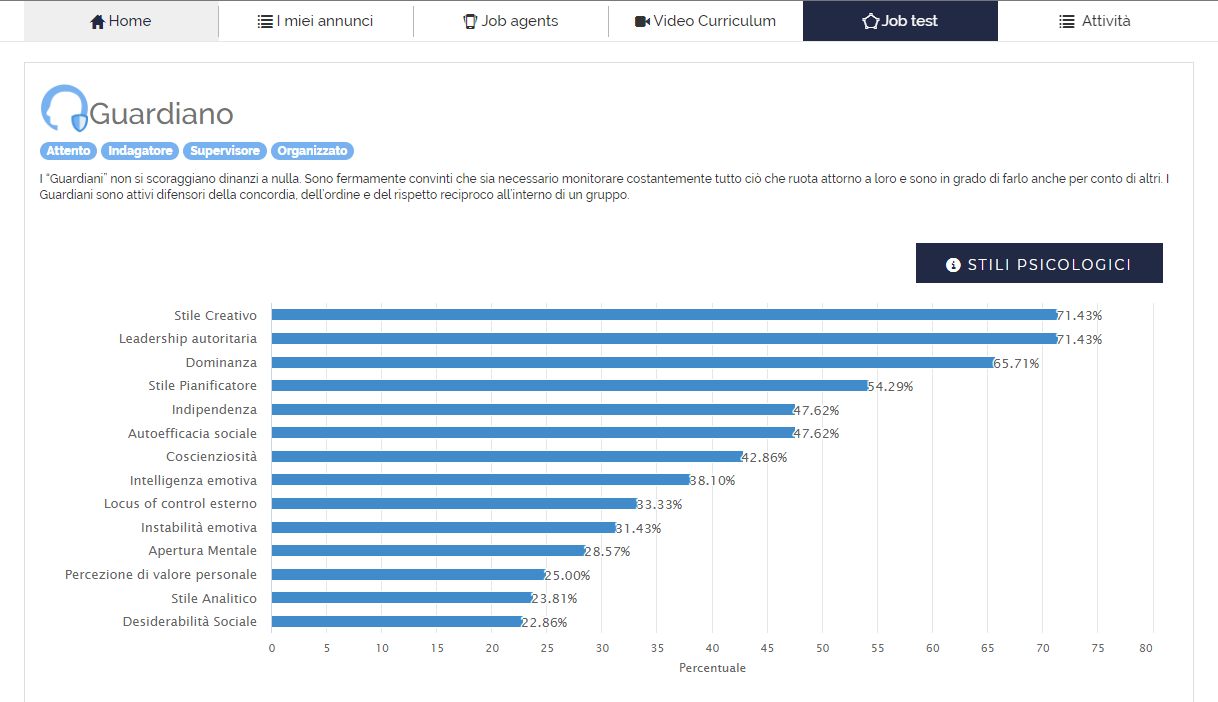 Home
I miei annunci
Job agents
Video Curriculum
Job test
Attività
Guardiano
Attento Indagatore Supervisore Organizzato
I “Guardiani” non si scoraggiano dinanzi a nulla. Sono fermamente convinti che sia necessario monitorare costantemente tutto ciò che ruota attorno a loro e sono in grado di farlo anche per conto di altri. I
Guardiani sono attivi difensori della concordia, dell’ordine e del rispetto reciproco all’interno di un gruppo.
STILI PSICOLOGICI
Stile Creativo 71.43%
Leadership autoritaria 71.43%
Dominanza 65.71%
Stile Pianificatore 54.29%
Indipendenza 47.62%
Autoefficacia sociale 47.62%
Coscienziosità 42.86%
Intelligenza emotiva 38.10%
Locus of control esterno 33.33%
Instabilità emotiva 31.43%
Apertura Mentale 28.57%
Percezione di valore personale 25.00%
Stile Analitico 23.81%
Desiderabilità Sociale 22.86%
0 5 10 15 20 25 30 35 40 45 50 55 60 65 70 75 80
Percentuale